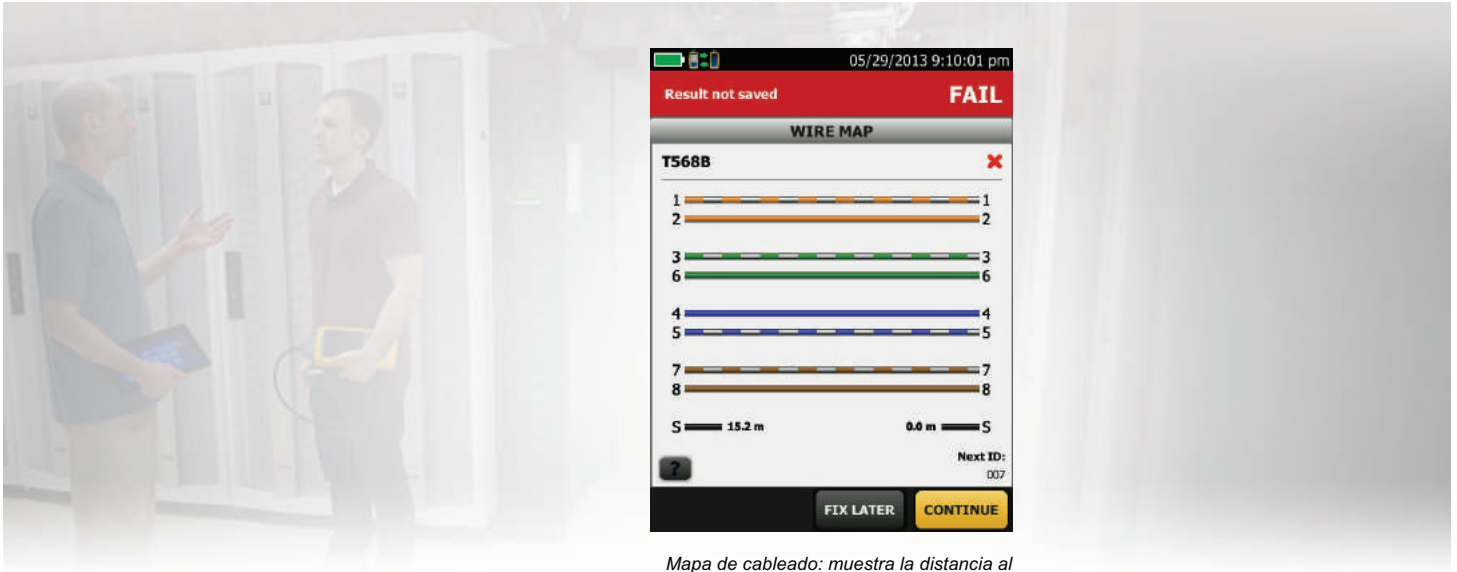 05/29/2013 9:10:01 pm
Result not saved FAIL
WIRE MAP
T568B
1 1
2 2
3 3
6 6
4 4
5 5
7 7
8 8
S 15.2 m 0.0 m S
Next ID:
? 007
FIX LATER CONTINUE
Mapa de cableado: muestra la distancia al